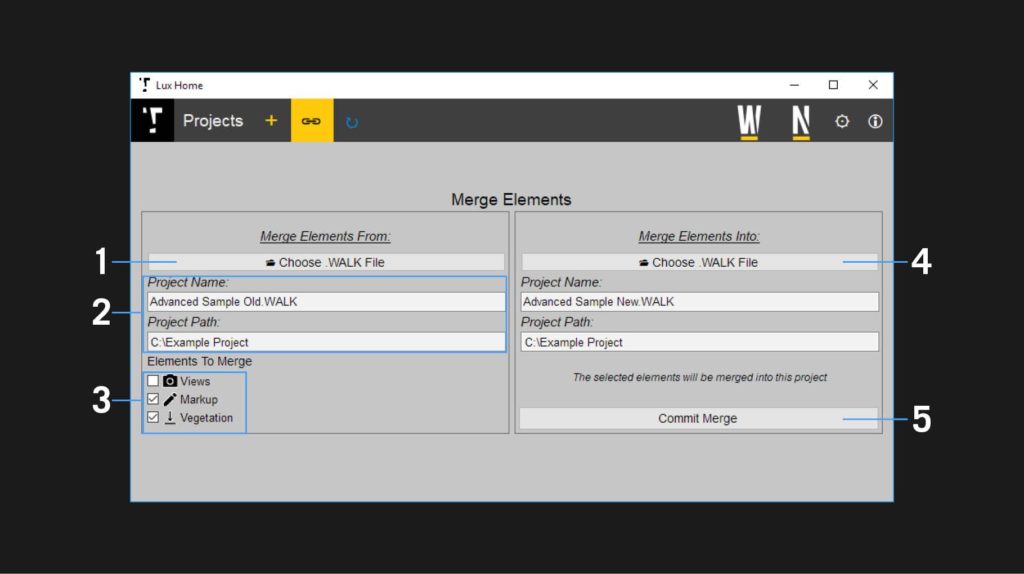 Lux Home
Projects
W
N
Merge Elements
Merge Elements From:
1
Choose .WALK File
2
Project Name:
Advanced Sample Old.WALK
Project Path:
C:\Example Project
Elements To Merge
3
Views
Markup
Vegetation
Merge Elements Into:
Choose .WALK File
4
Project Name:
Advanced Sample New.WALK
Project Path:
C:\Example Project
The selected elements will be merged into this project
Commit Merge
5